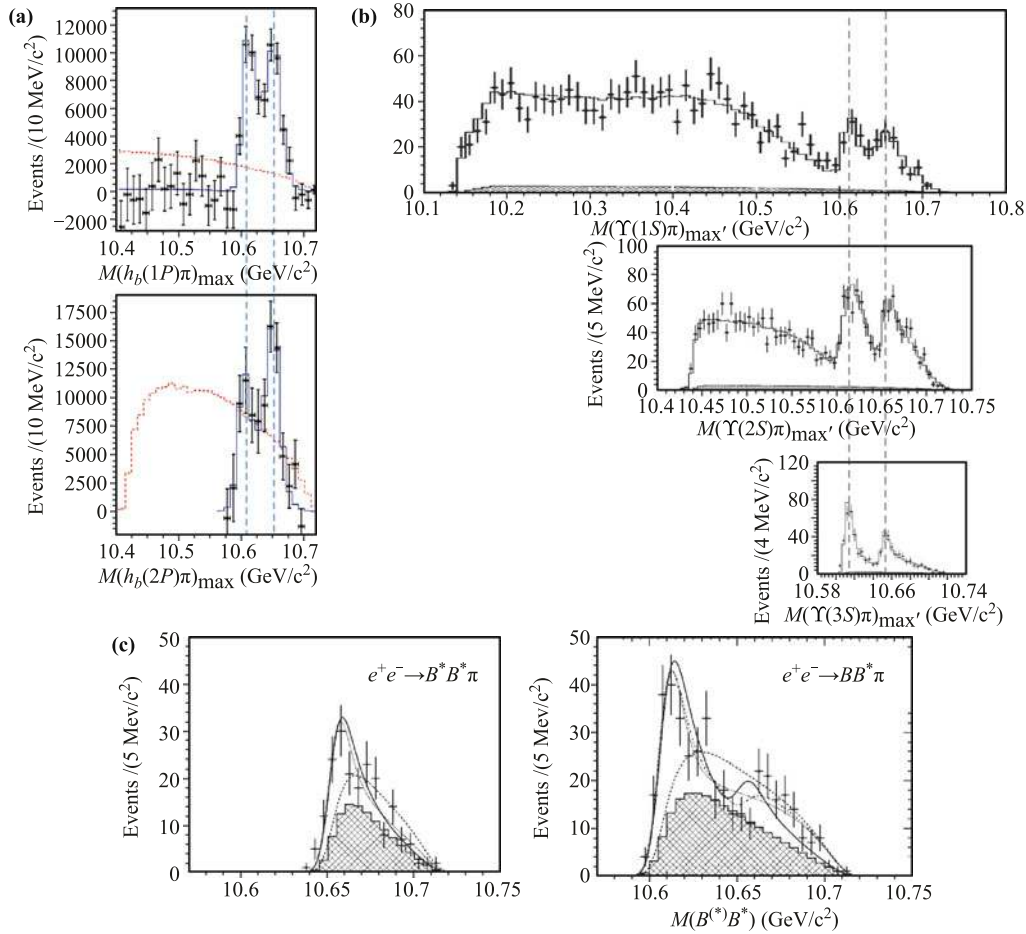 (a)
12000
10000
8000
6000
4000
2000
0
−2000
Events /(10 MeV/c²)
10.4 10.5 10.6 10.7
M(h_b(1P)π)max (GeV/c²)
17500
15000
12500
10000
7500
5000
2500
0
Events /(10 MeV/c²)
10.4 10.5 10.6 10.7
M(h_b(2P)π)max (GeV/c²)
(b)
80
60
40
20
0
10.1 10.2 10.3 10.4 10.5 10.6 10.7 10.8
M(ϒ(1S)π)max′ (GeV/c²)
100
80
60
40
20
0
Events /(5 MeV/c²)
10.4 10.45 10.5 10.55 10.6 10.65 10.7 10.75
M(ϒ(2S)π)max′ (GeV/c²)
120
80
40
0
Events /(4 MeV/c²)
10.58 10.66 10.74
M(ϒ(3S)π)max′ (GeV/c²)
(c)
50
40
30
20
10
0
Events /(5 Mev/c²)
e⁺e⁻→B*B*π
10.6 10.65 10.7 10.75
50
40
30
20
10
0
Events /(5 Mev/c²)
e⁺e⁻→BB*π
10.6 10.65 10.7 10.75
M(B⁽*⁾B*) (GeV/c²)